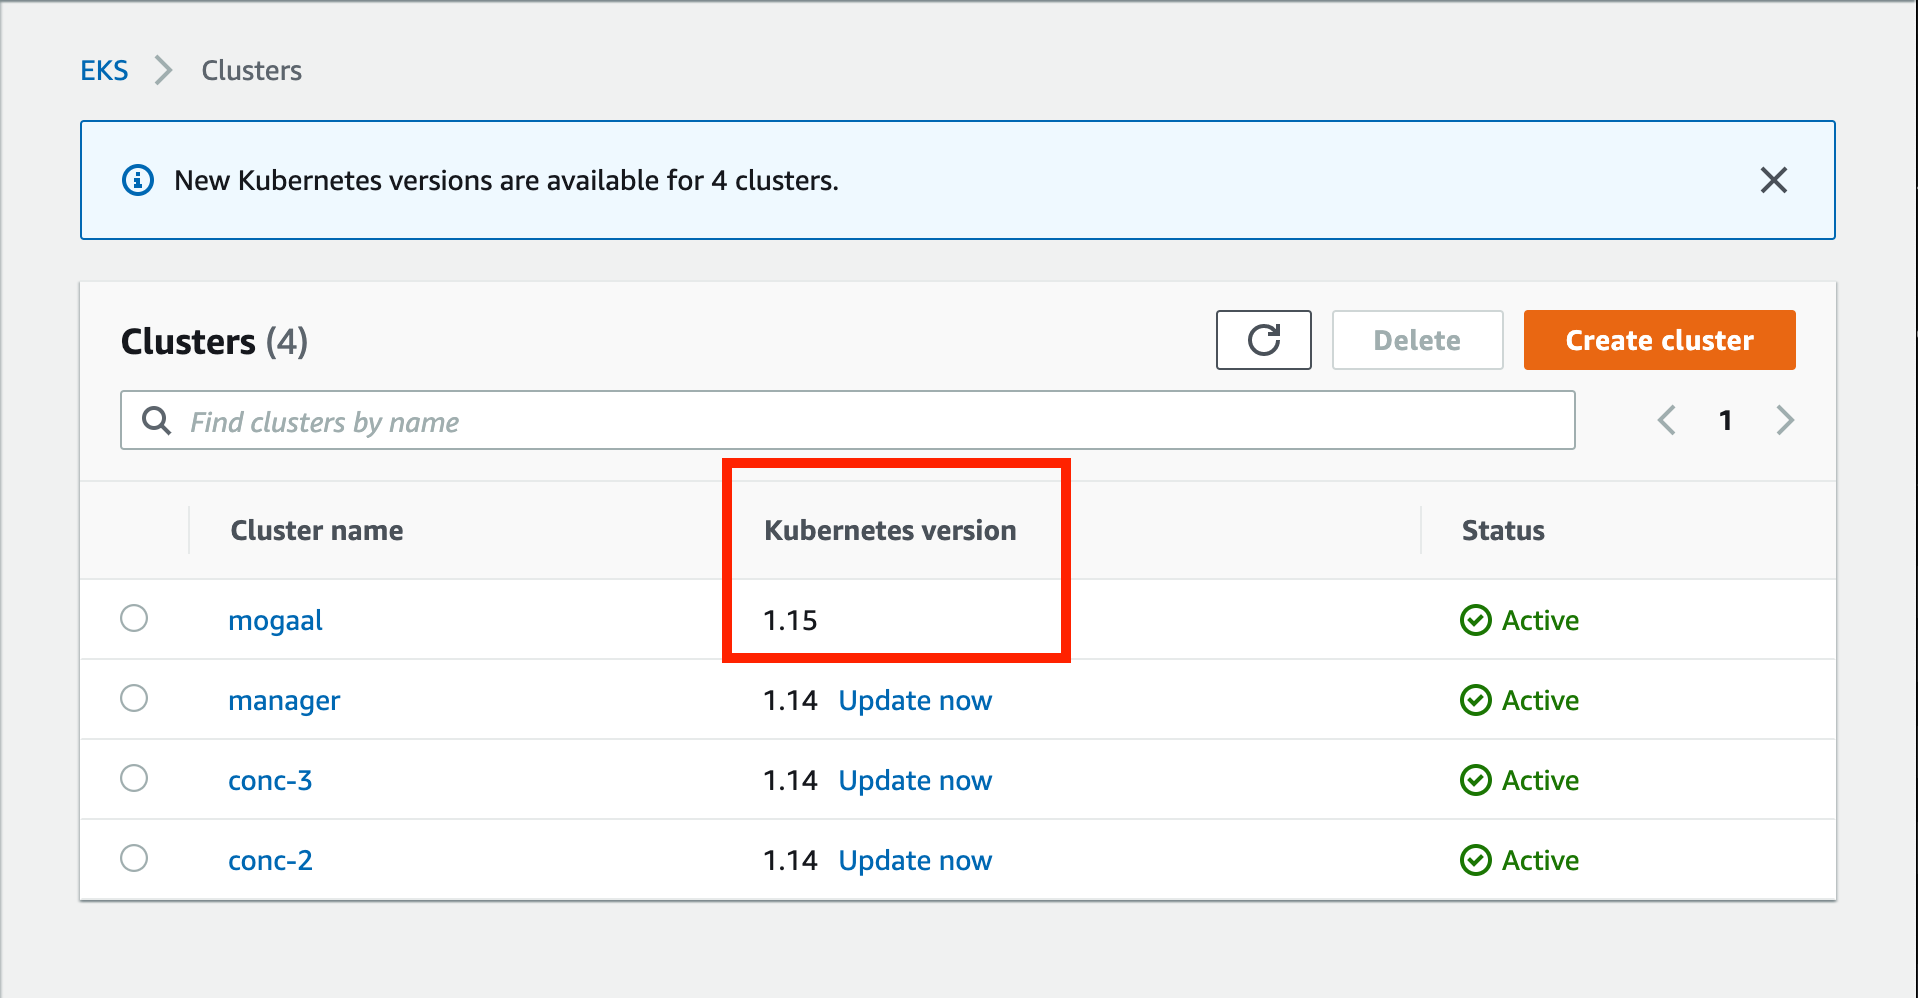 EKS > Clusters
New Kubernetes versions are available for 4 clusters.
Clusters (4)
Delete
Create cluster
Find clusters by name
1
Cluster name Kubernetes version Status
mogaal 1.15 Active
manager 1.14 Update now Active
conc-3 1.14 Update now Active
conc-2 1.14 Update now Active